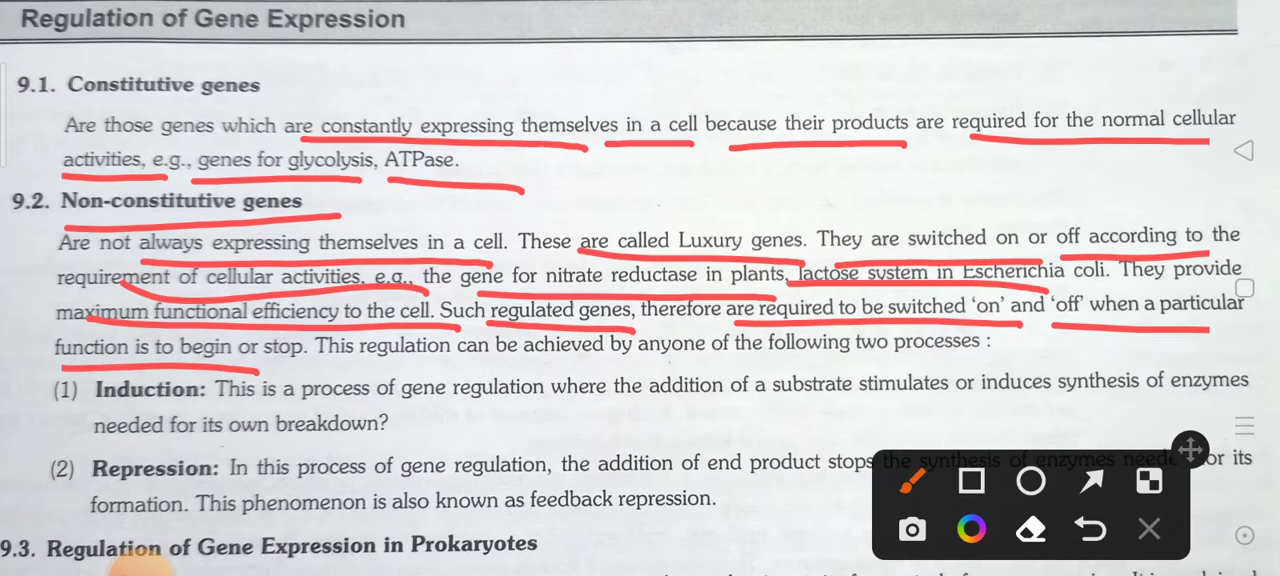 Regulation of Gene Expression
9.1. Constitutive genes
Are those genes which are constantly expressing themselves in a cell because their products are required for the normal cellular
activities, e.g., genes for glycolysis, ATPase.
9.2. Non-constitutive genes
Are not always expressing themselves in a cell. These are called Luxury genes. They are switched on or off according to the
requirement of cellular activities, e.g., the gene for nitrate reductase in plants, lactose system in Escherichia coli. They provide
maximum functional efficiency to the cell. Such regulated genes, therefore are required to be switched ‘on’ and ‘off’ when a particular
function is to begin or stop. This regulation can be achieved by anyone of the following two processes :
(1) Induction: This is a process of gene regulation where the addition of a substrate stimulates or induces synthesis of enzymes
needed for its own breakdown?
(2) Repression: In this process of gene regulation, the addition of end product stops the synthesis of enzymes for its
formation. This phenomenon is also known as feedback repression.
9.3. Regulation of Gene Expression in Prokaryotes